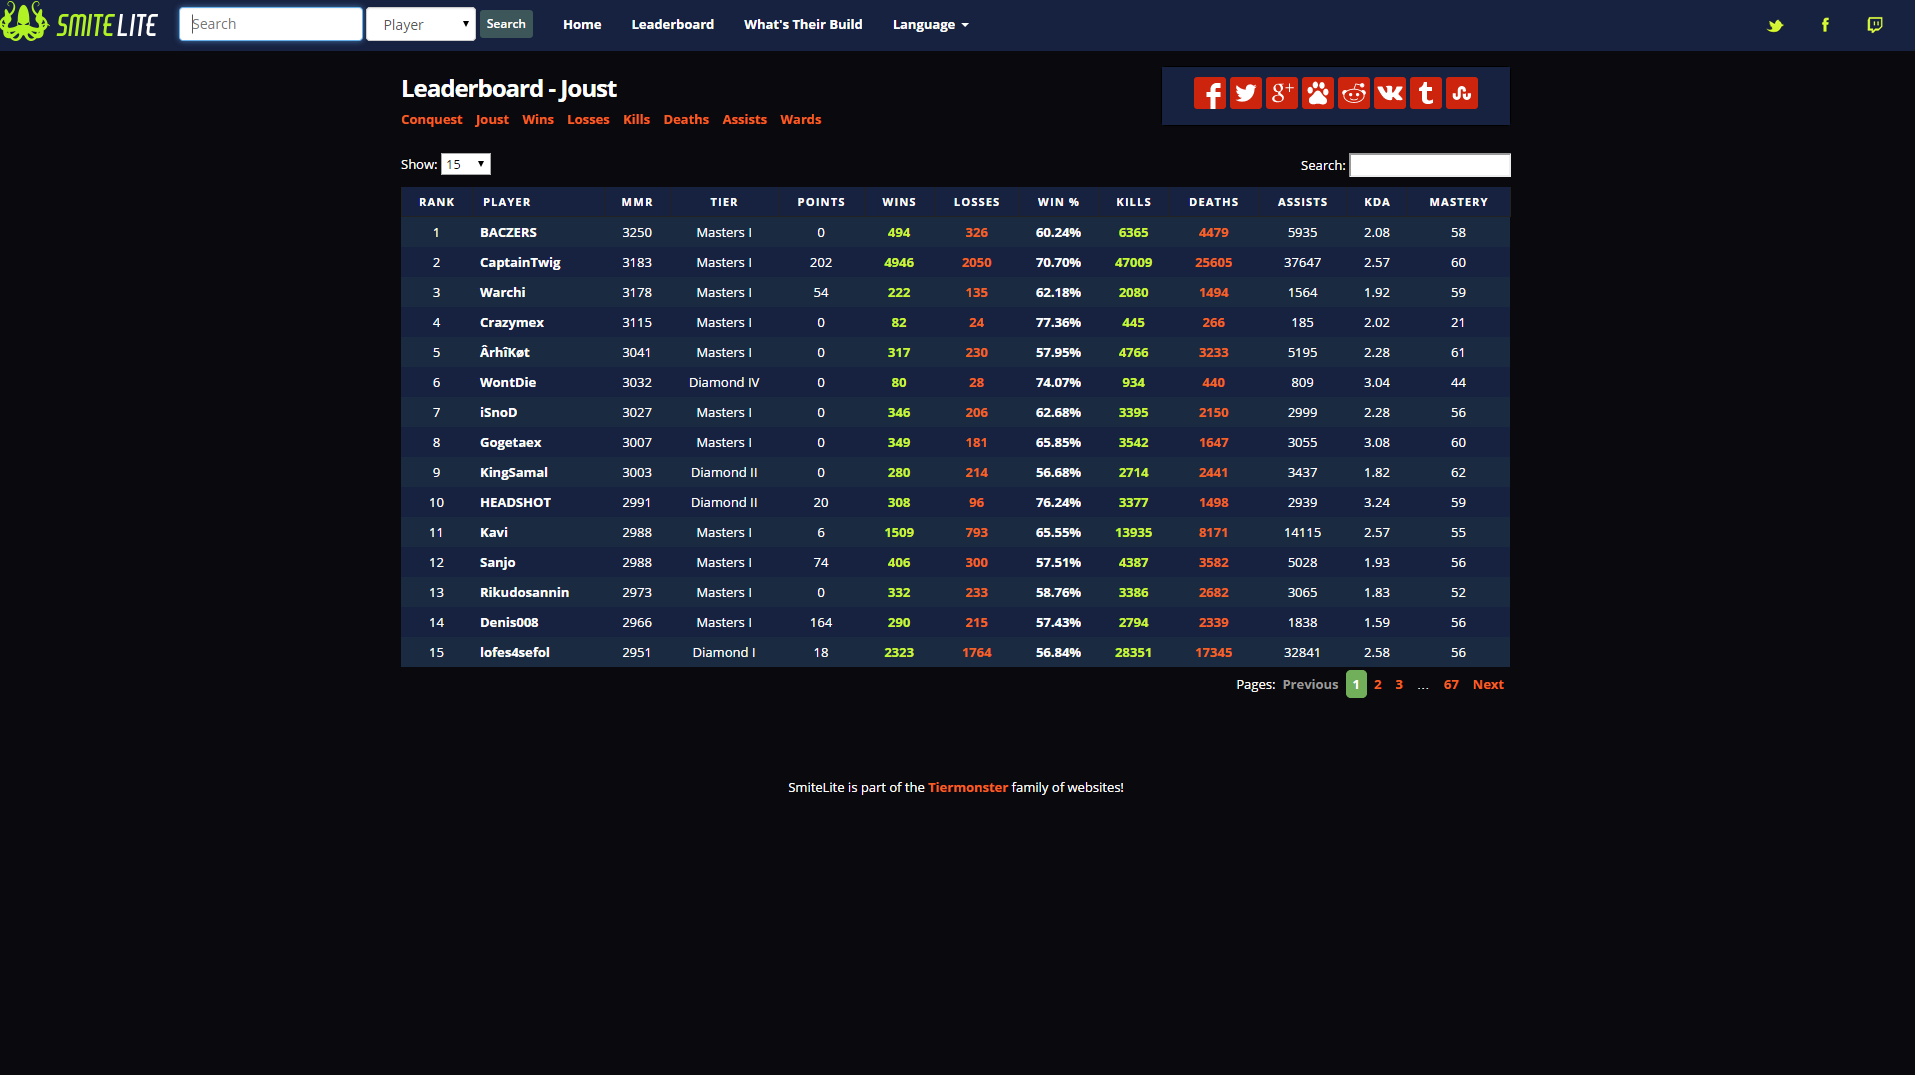 SMITELITE Search Player Search Home Leaderboard What's Their Build Language
Leaderboard - Joust
Conquest Joust Wins Losses Kills Deaths Assists Wards
Show: 15 Search:
RANK PLAYER MMR TIER POINTS WINS LOSSES WIN % KILLS DEATHS ASSISTS KDA MASTERY
1 BACZERS 3250 Masters I 0 494 326 60.24% 6365 4479 5935 2.08 58
2 CaptainTwig 3183 Masters I 202 4946 2050 70.70% 47009 25605 37647 2.57 60
3 Warchi 3178 Masters I 54 222 135 62.18% 2080 1494 1564 1.92 59
4 Crazymex 3115 Masters I 0 82 24 77.36% 445 266 185 2.02 21
5 ÂrhîKøt 3041 Masters I 0 317 230 57.95% 4766 3233 5195 2.28 61
6 WontDie 3032 Diamond IV 0 80 28 74.07% 934 440 809 3.04 44
7 iSnoD 3027 Masters I 0 346 206 62.68% 3395 2150 2999 2.28 56
8 Gogetaex 3007 Masters I 0 349 181 65.85% 3542 1647 3055 3.08 60
9 KingSamal 3003 Diamond II 0 280 214 56.68% 2714 2441 3437 1.82 62
10 HEADSHOT 2991 Diamond II 20 308 96 76.24% 3377 1498 2939 3.24 59
11 Kavi 2988 Masters I 6 1509 793 65.55% 13935 8171 14115 2.57 55
12 Sanjo 2988 Masters I 74 406 300 57.51% 4387 3582 5028 1.93 56
13 Rikudosannin 2973 Masters I 0 332 233 58.76% 3386 2682 3065 1.83 52
14 Denis008 2966 Masters I 164 290 215 57.43% 2794 2339 1838 1.59 56
15 lofes4sefol 2951 Diamond I 18 2323 1764 56.84% 28351 17345 32841 2.58 56
Pages: Previous 1 2 3 … 67 Next
SmiteLite is part of the Tiermonster family of websites!